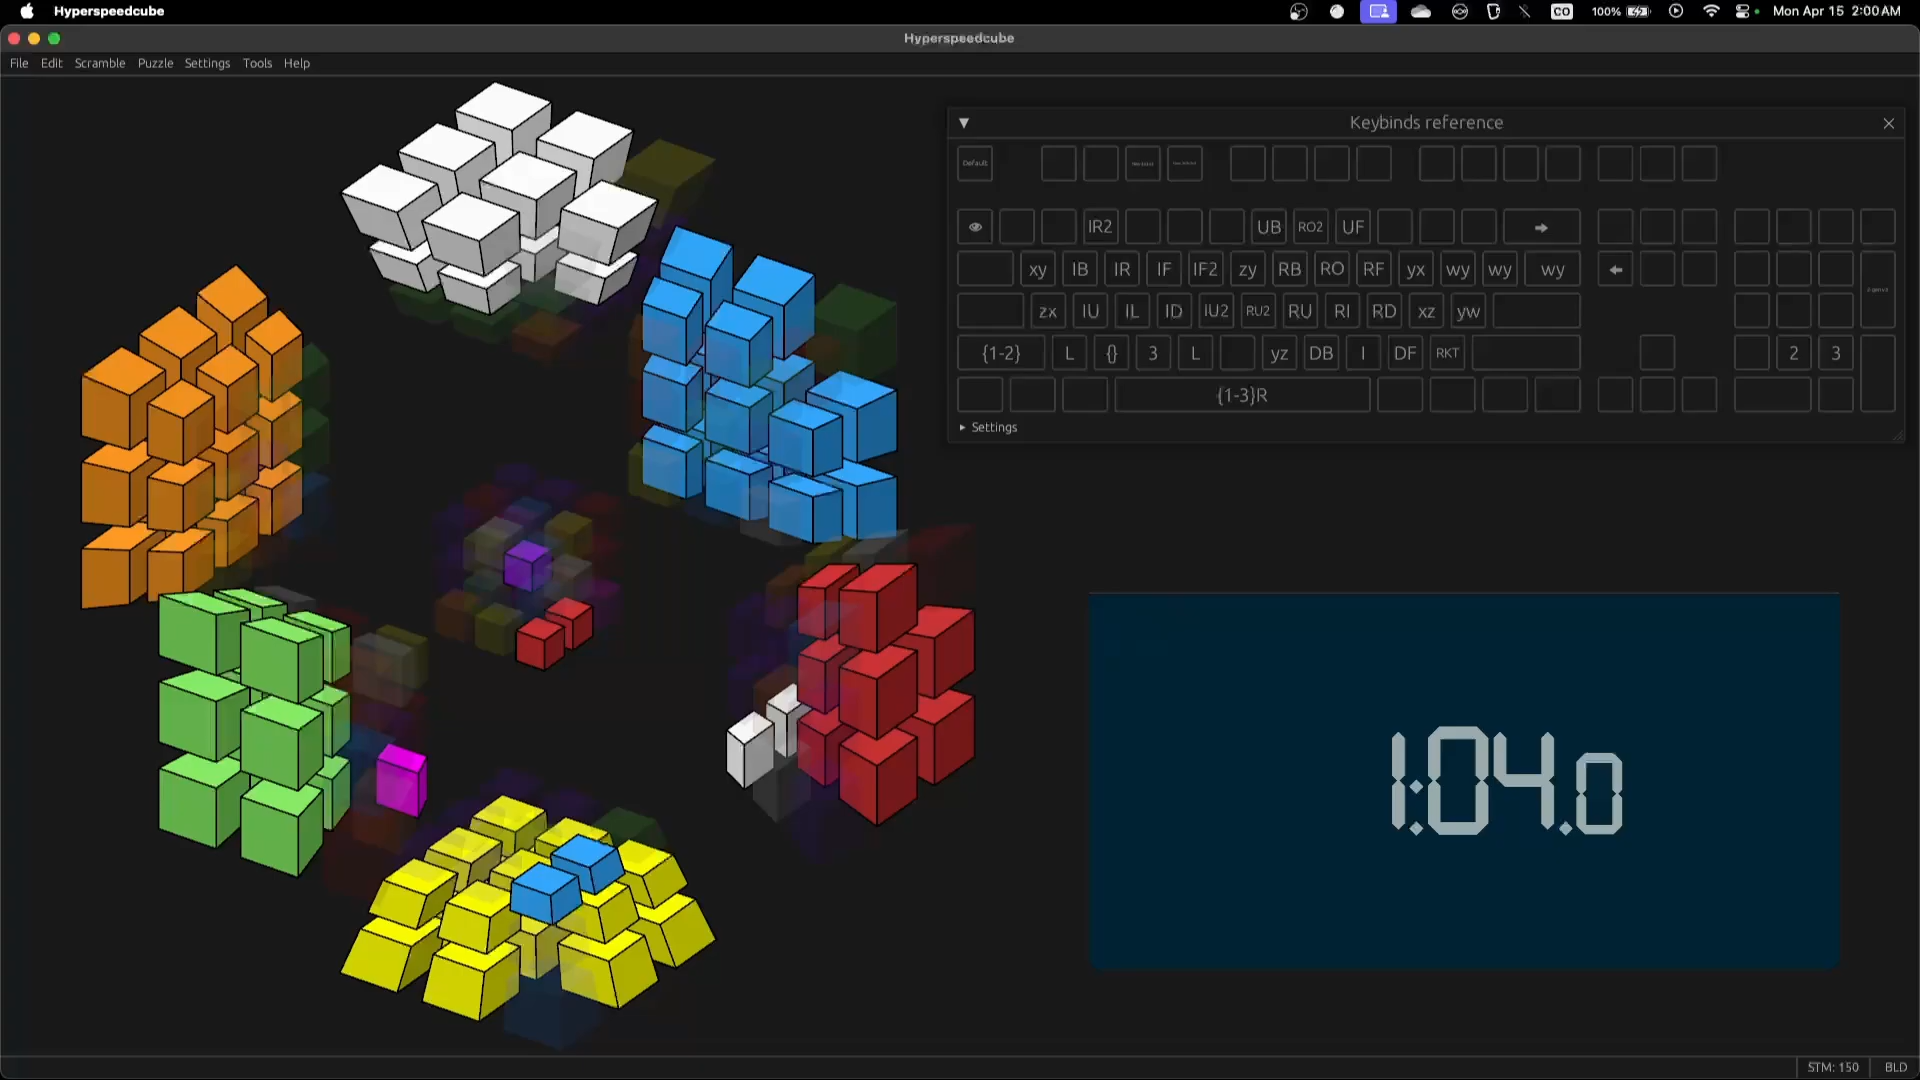 Hyperspeedcube
CO 100% Mon Apr 15 2:00 AM
Hyperspeedcube
File Edit Scramble Puzzle Settings Tools Help
Keybinds reference
Default
IR2 UB RO2 UF
xy IB IR IF IF2 zy RB RO RF yx wy wy wy
zx IU IL ID IU2 RU2 RU RI RD xz yw
{1-2} L {} 3 L yz DB I DF RKT 2 3
{1-3}R
Settings
1:04.0
STM: 150 BLD